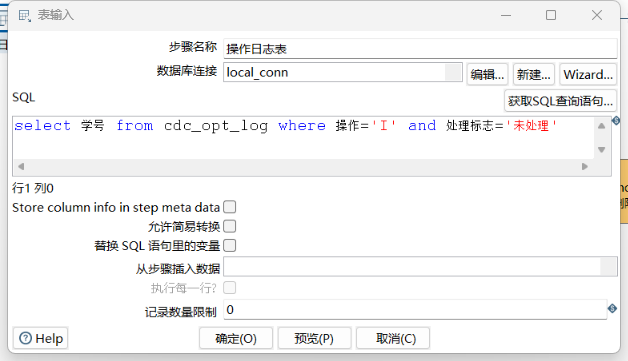 表输入
步骤名称 操作日志表
数据库连接 local_conn 编辑... 新建... Wizard...
SQL 获取SQL查询语句...
select 学号 from cdc_opt_log where 操作='I' and 处理标志='未处理'
行1 列0
Store column info in step meta data
允许简易转换
替换 SQL 语句里的变量
从步骤插入数据
执行每一行?
记录数量限制 0
Help 确定(O) 预览(P) 取消(C)